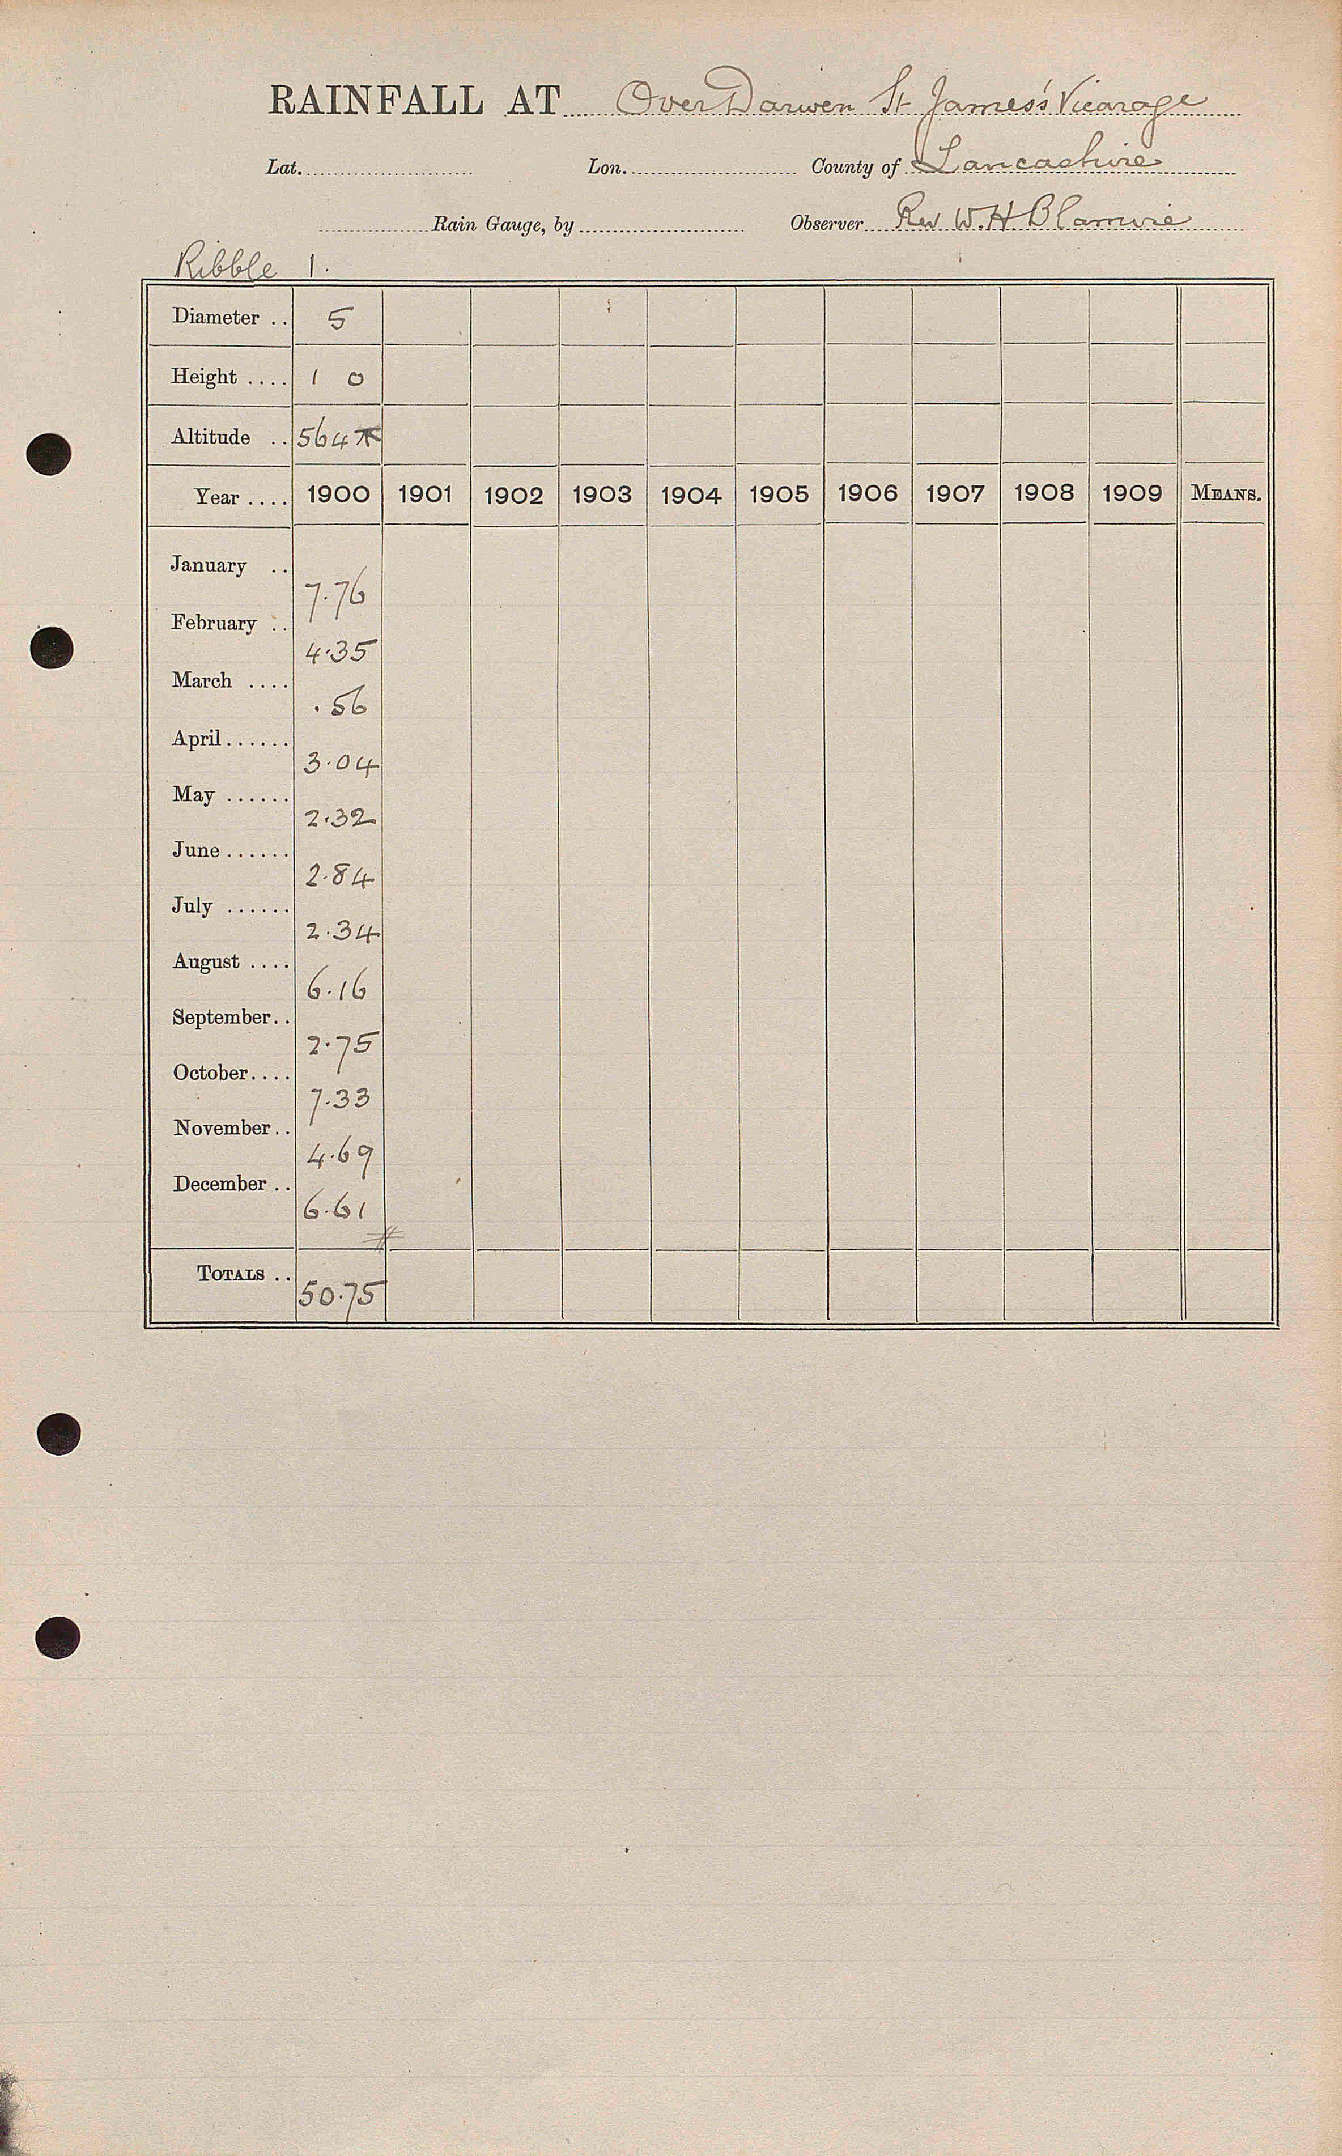 RAINFALL AT Over Darwen St James's Vicarage
Lat. Lon. County of Lancashire
Rain Gauge, by Observer Rev W. H.
Ribble 1.
Diameter .. 5
Height .... 1 0
Altitude .. 564 T
Year .... 1900 1901 1902 1903 1904 1905 1906 1907 1908 1909 MEANS.
January .. 7.76
February .. 4.35
March .... .56
April...... 3.04
May ...... 2.32
June...... 2.84
July ...... 2.34
August .... 6.16
September.. 2.75
October.... 7.33
November.. 4.69
December .. 6.61
#
TOTALS .. 50.75